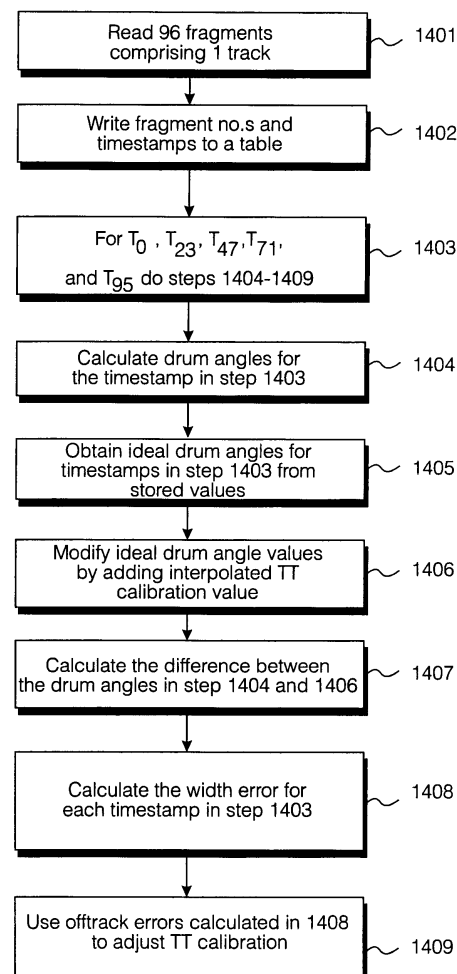 Read 96 fragments
comprising 1 track
1401
Write fragment no.s and
timestamps to a table
1402
For T0 , T23, T47, T71,
and T95 do steps 1404-1409
1403
Calculate drum angles for
the timestamp in step 1403
1404
Obtain ideal drum angles for
timestamps in step 1403 from
stored values
1405
Modify ideal drum angle values
by adding interpolated TT
calibration value
1406
Calculate the difference between
the drum angles in step 1404 and 1406
1407
Calculate the width error for
each timestamp in step 1403
1408
Use offtrack errors calculated in 1408
to adjust TT calibration
1409